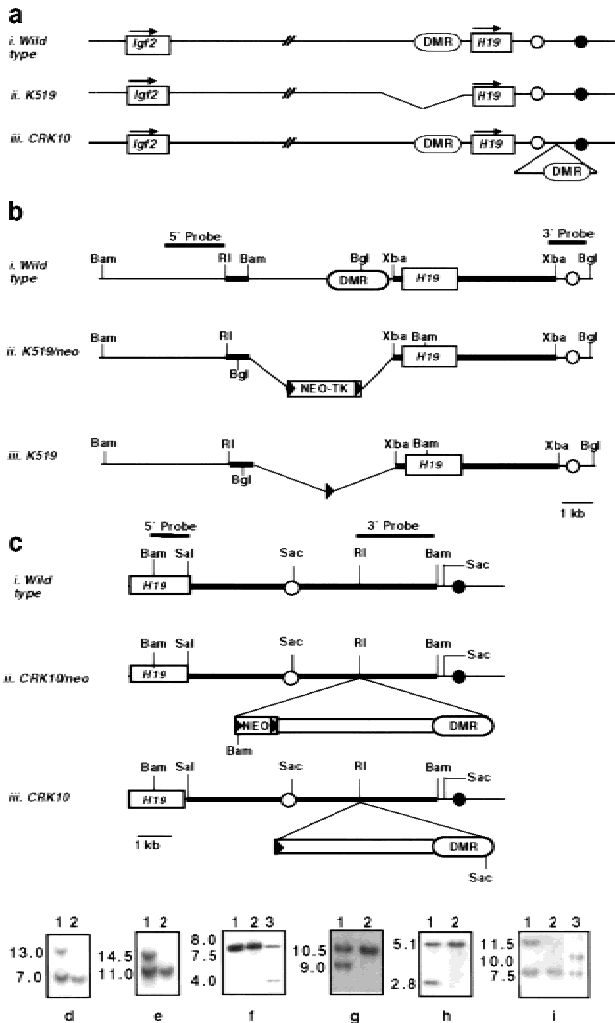 a
i. Wild type
Igf2
DMR
H19
ii. K519
Igf2
H19
iii. CRK10
Igf2
DMR
H19
DMR
b
5´ Probe
3´ Probe
Bam
RI
Bam
Bgl
Xba
Xba
Bgl
i. Wild type
DMR
H19
Bam
RI
Xba
Bam
ii. K519/neo
Bgl
H19
NEO-TK
Bam
RI
Xba
Bam
Xba
Bgl
iii. K519
Bgl
H19
1 kb
c
5´ Probe
3´ Probe
Bam
Sal
Sac
RI
Bam
Sac
i. Wild type
H19
Bam
Sal
Sac
RI
Bam
Sac
ii. CRK10/neo
H19
NEO
DMR
Bam
Bam
Sal
Sac
RI
Bam
Sac
iii. CRK10
H19
1 kb
DMR
Sac
1 2
13.0
7.0
d
1 2
14.5
11.0
e
1 2 3
8.0
7.5
4.0
f
1 2
10.5
9.0
g
1 2
5.1
2.8
h
1 2 3
11.5
10.0
7.5
i